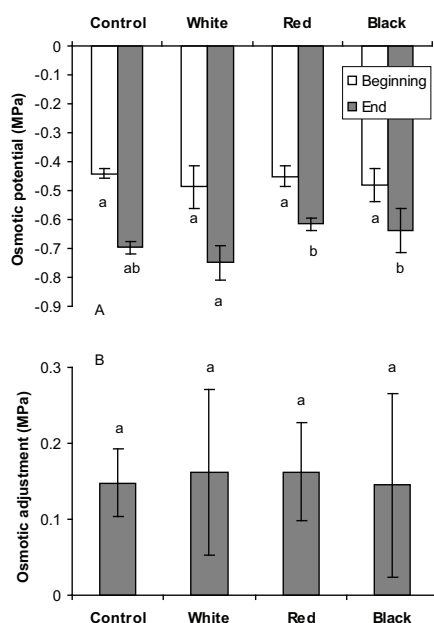 Control White Red Black
Osmotic potential (MPa)
0
-0.1
-0.2
-0.3
-0.4
-0.5
-0.6
-0.7
-0.8
-0.9
Beginning
End
a a a a
ab a b b
A
B
Osmotic adjustment (MPa)
0.3
0.2
0.1
0
a a a a
Control White Red Black